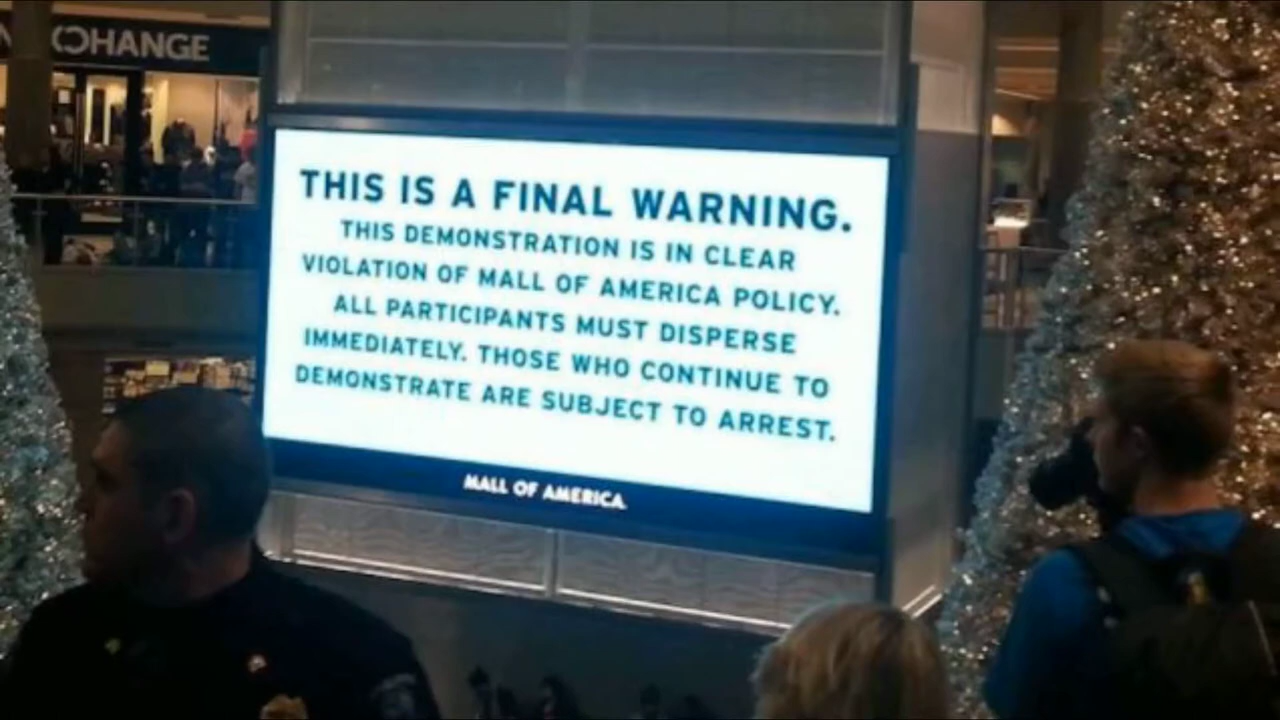 XCHANGE
THIS IS A FINAL WARNING.
THIS DEMONSTRATION IS IN CLEAR
VIOLATION OF MALL OF AMERICA POLICY.
ALL PARTICIPANTS MUST DISPERSE
IMMEDIATELY. THOSE WHO CONTINUE TO
DEMONSTRATE ARE SUBJECT TO ARREST.
MALL OF AMERICA